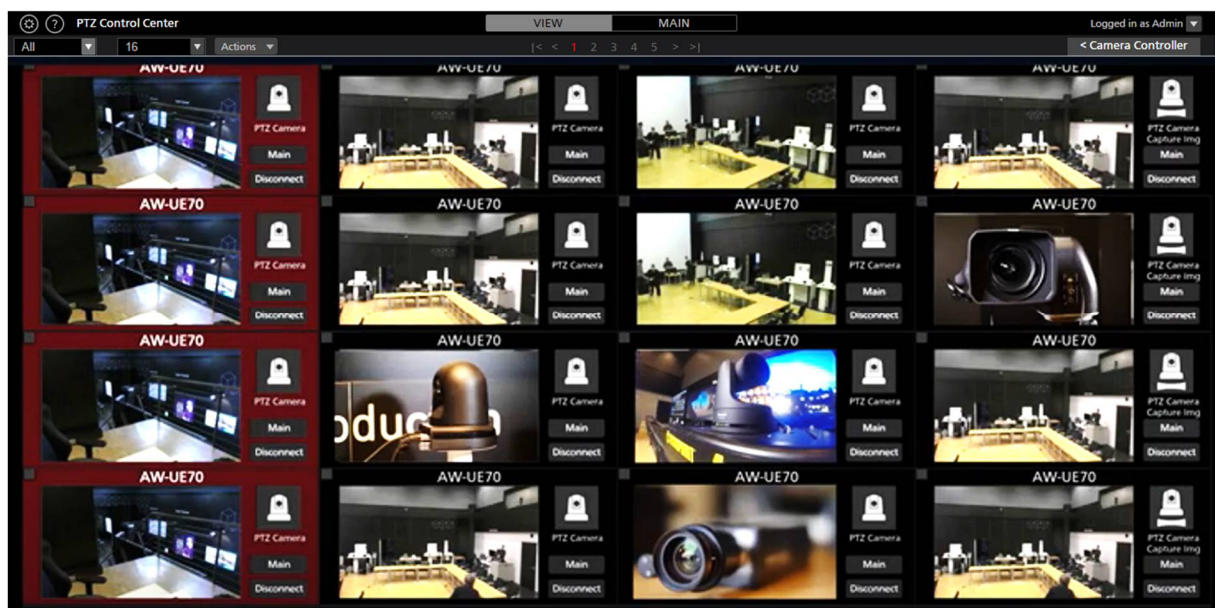 PTZ Control Center
VIEW
MAIN
Logged in as Admin
All
16
Actions
|< < 1 2 3 4 5 > >|
< Camera Controller
AW-UE70 AW-UE70 AW-UE70 AW-UE70
PTZ Camera PTZ Camera PTZ Camera PTZ Camera
Capture Img
Main Main Main Main
Disconnect Disconnect Disconnect Disconnect
AW-UE70 AW-UE70 AW-UE70 AW-UE70
PTZ Camera PTZ Camera PTZ Camera PTZ Camera
Capture Img
Main Main Main Main
Disconnect Disconnect Disconnect Disconnect
AW-UE70 AW-UE70 AW-UE70 AW-UE70
PTZ Camera PTZ Camera PTZ Camera PTZ Camera
Capture Img
Main Main Main Main
Disconnect Disconnect Disconnect Disconnect
AW-UE70 AW-UE70 AW-UE70 AW-UE70
PTZ Camera PTZ Camera PTZ Camera PTZ Camera
Capture Img
Main Main Main Main
Disconnect Disconnect Disconnect Disconnect